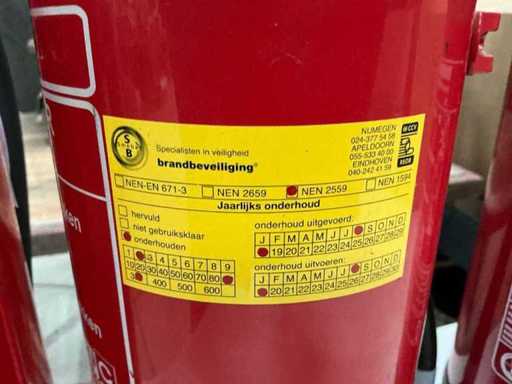 S
B
Specialisten in veiligheid
brandbeveiliging®
NIJMEGEN
024-377 54 58
APELDOORN
055-533 40 00
EINDHOVEN
040-242 41 59
CCV
REOB
NEN-EN 671-3
NEN 2659
NEN 2559
NEN 1594
Jaarlijks onderhoud
hervuld
niet gebruiksklaar
onderhouden
1 3 4 5 6 7 8 9
10 20 30 40 50 60 70 80
3 400 500 600
onderhoud uitgevoerd:
J F M A M J J S O N D
19 20 21 22 23 24 25 26 27 28 29
onderhoud uitvoeren:
J F M A M J J S O N D
20 21 22 23 24 25 26 27 28 29 30